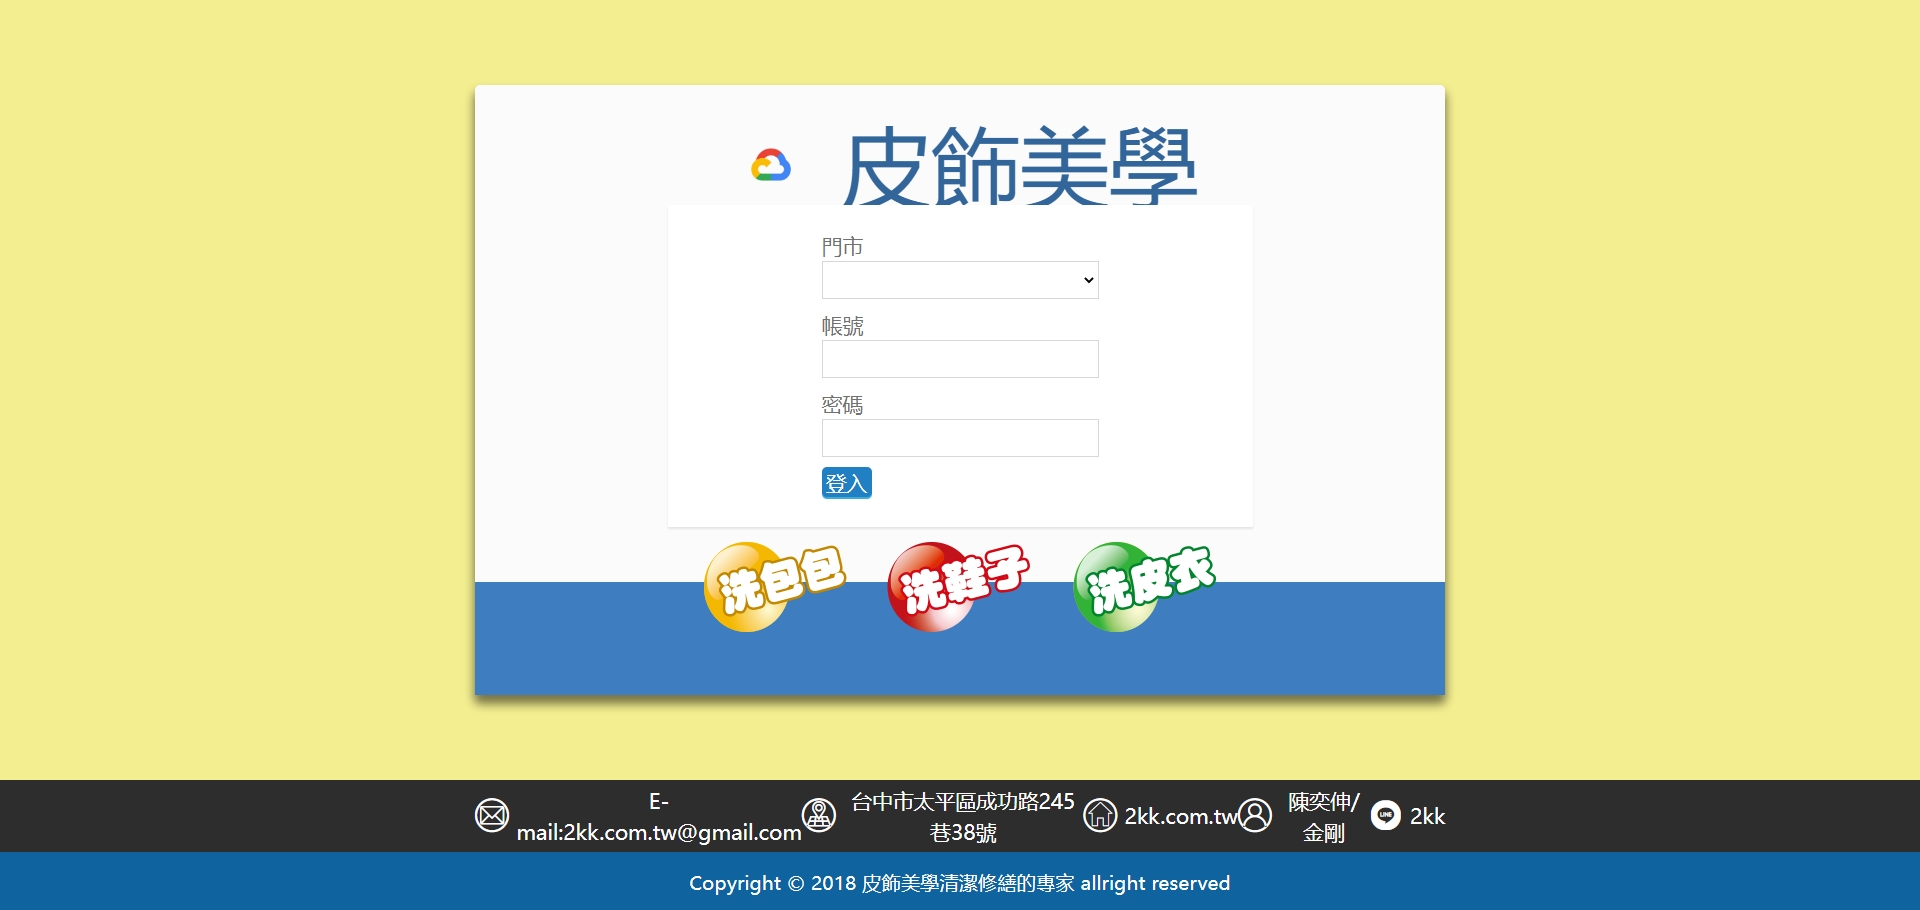 皮飾美學
門市
帳號
密碼
登入
洗包包
洗鞋子
洗皮衣
E-
mail:2kk.com.tw@gmail.com
台中市太平區成功路245
巷38號
2kk.com.tw
陳奕伸/
金剛
LINE
2kk
Copyright © 2018 皮飾美學清潔修繕的專家 allright reserved